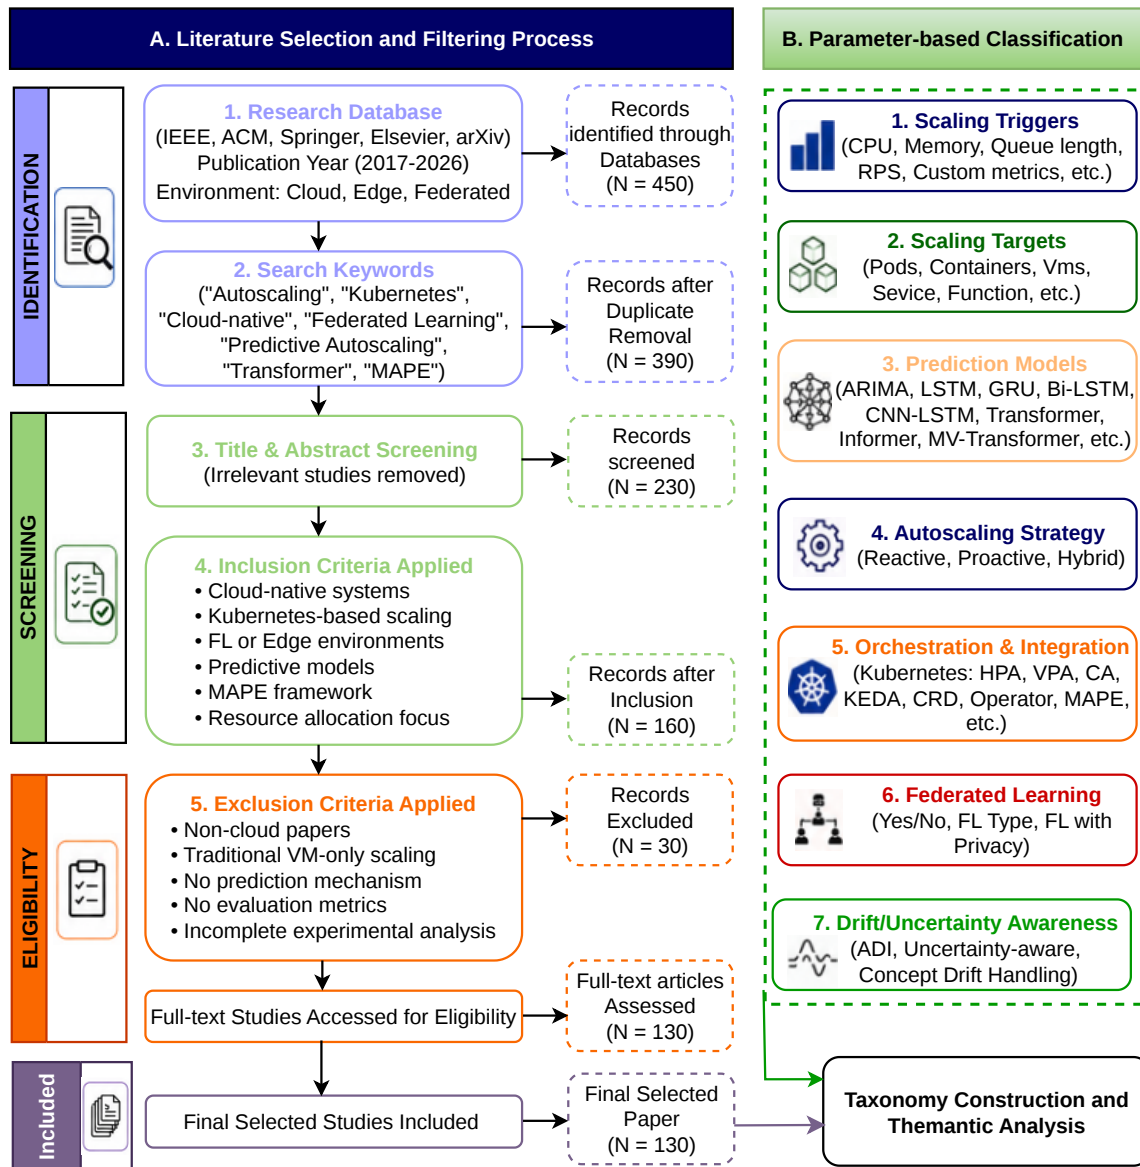 A. Literature Selection and Filtering Process
IDENTIFICATION
1. Research Database
(IEEE, ACM, Springer, Elsevier, arXiv)
Publication Year (2017-2026)
Environment: Cloud, Edge, Federated
Records
identified through
Databases
(N = 450)
2. Search Keywords
("Autoscaling", "Kubernetes",
"Cloud-native", "Federated Learning",
"Predictive Autoscaling",
"Transformer", "MAPE")
Records after
Duplicate
Removal
(N = 390)
SCREENING
3. Title & Abstract Screening
(Irrelevant studies removed)
Records
screened
(N = 230)
4. Inclusion Criteria Applied
• Cloud-native systems
• Kubernetes-based scaling
• FL or Edge environments
• Predictive models
• MAPE framework
• Resource allocation focus
Records after
Inclusion
(N = 160)
ELIGIBILITY
5. Exclusion Criteria Applied
• Non-cloud papers
• Traditional VM-only scaling
• No prediction mechanism
• No evaluation metrics
• Incomplete experimental analysis
Records
Excluded
(N = 30)
Full-text Studies Accessed for Eligibility
Full-text articles
Assessed
(N = 130)
Included
Final Selected Studies Included
Final Selected
Paper
(N = 130)
B. Parameter-based Classification
1. Scaling Triggers
(CPU, Memory, Queue length,
RPS, Custom metrics, etc.)
2. Scaling Targets
(Pods, Containers, Vms,
Sevice, Function, etc.)
3. Prediction Models
(ARIMA, LSTM, GRU, Bi-LSTM,
CNN-LSTM, Transformer,
Informer, MV-Transformer, etc.)
4. Autoscaling Strategy
(Reactive, Proactive, Hybrid)
5. Orchestration & Integration
(Kubernetes: HPA, VPA, CA,
KEDA, CRD, Operator, MAPE,
etc.)
6. Federated Learning
(Yes/No, FL Type, FL with
Privacy)
7. Drift/Uncertainty Awareness
(ADI, Uncertainty-aware,
Concept Drift Handling)
Taxonomy Construction and
Themantic Analysis